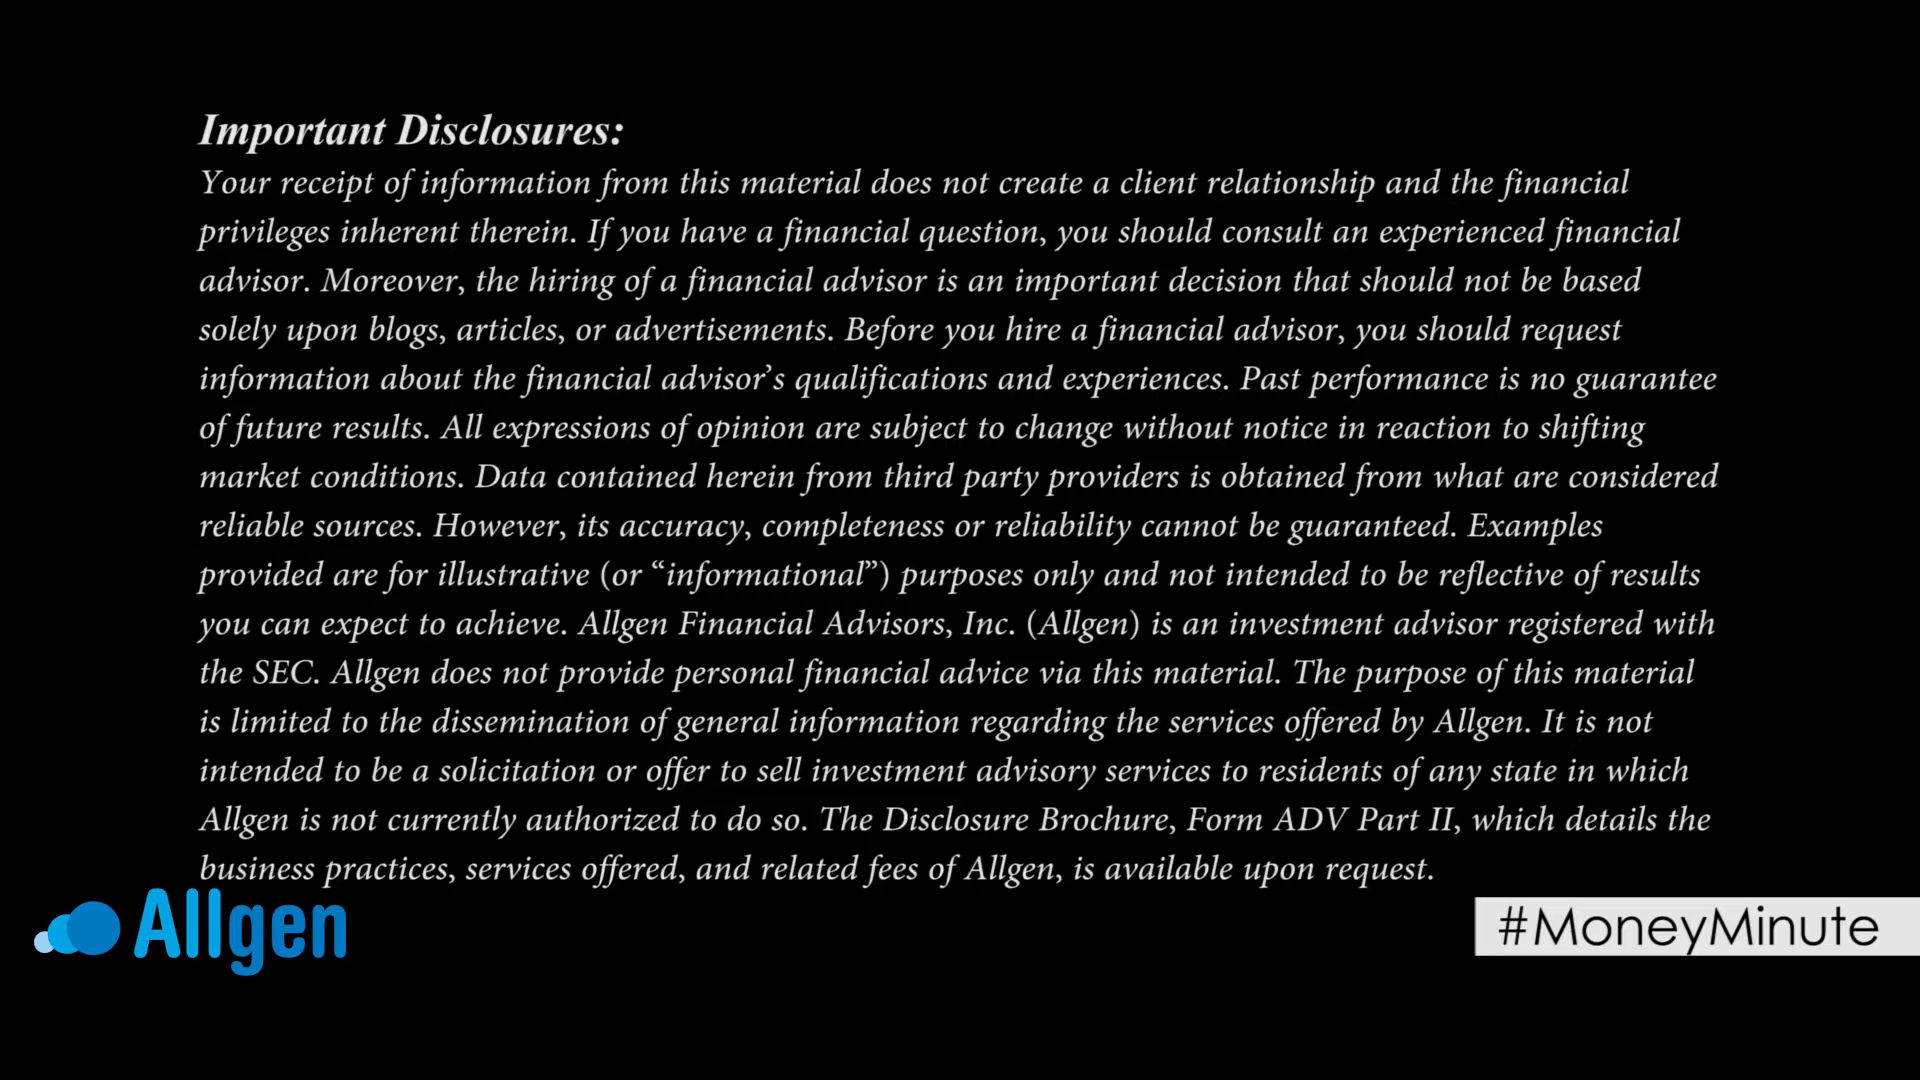 Important Disclosures:
Your receipt of information from this material does not create a client relationship and the financial
privileges inherent therein. If you have a financial question, you should consult an experienced financial
advisor. Moreover, the hiring of a financial advisor is an important decision that should not be based
solely upon blogs, articles, or advertisements. Before you hire a financial advisor, you should request
information about the financial advisor’s qualifications and experiences. Past performance is no guarantee
of future results. All expressions of opinion are subject to change without notice in reaction to shifting
market conditions. Data contained herein from third party providers is obtained from what are considered
reliable sources. However, its accuracy, completeness or reliability cannot be guaranteed. Examples
provided are for illustrative (or “informational”) purposes only and not intended to be reflective of results
you can expect to achieve. Allgen Financial Advisors, Inc. (Allgen) is an investment advisor registered with
the SEC. Allgen does not provide personal financial advice via this material. The purpose of this material
is limited to the dissemination of general information regarding the services offered by Allgen. It is not
intended to be a solicitation or offer to sell investment advisory services to residents of any state in which
Allgen is not currently authorized to do so. The Disclosure Brochure, Form ADV Part II, which details the
business practices, services offered, and related fees of Allgen, is available upon request.
Allgen
#MoneyMinute